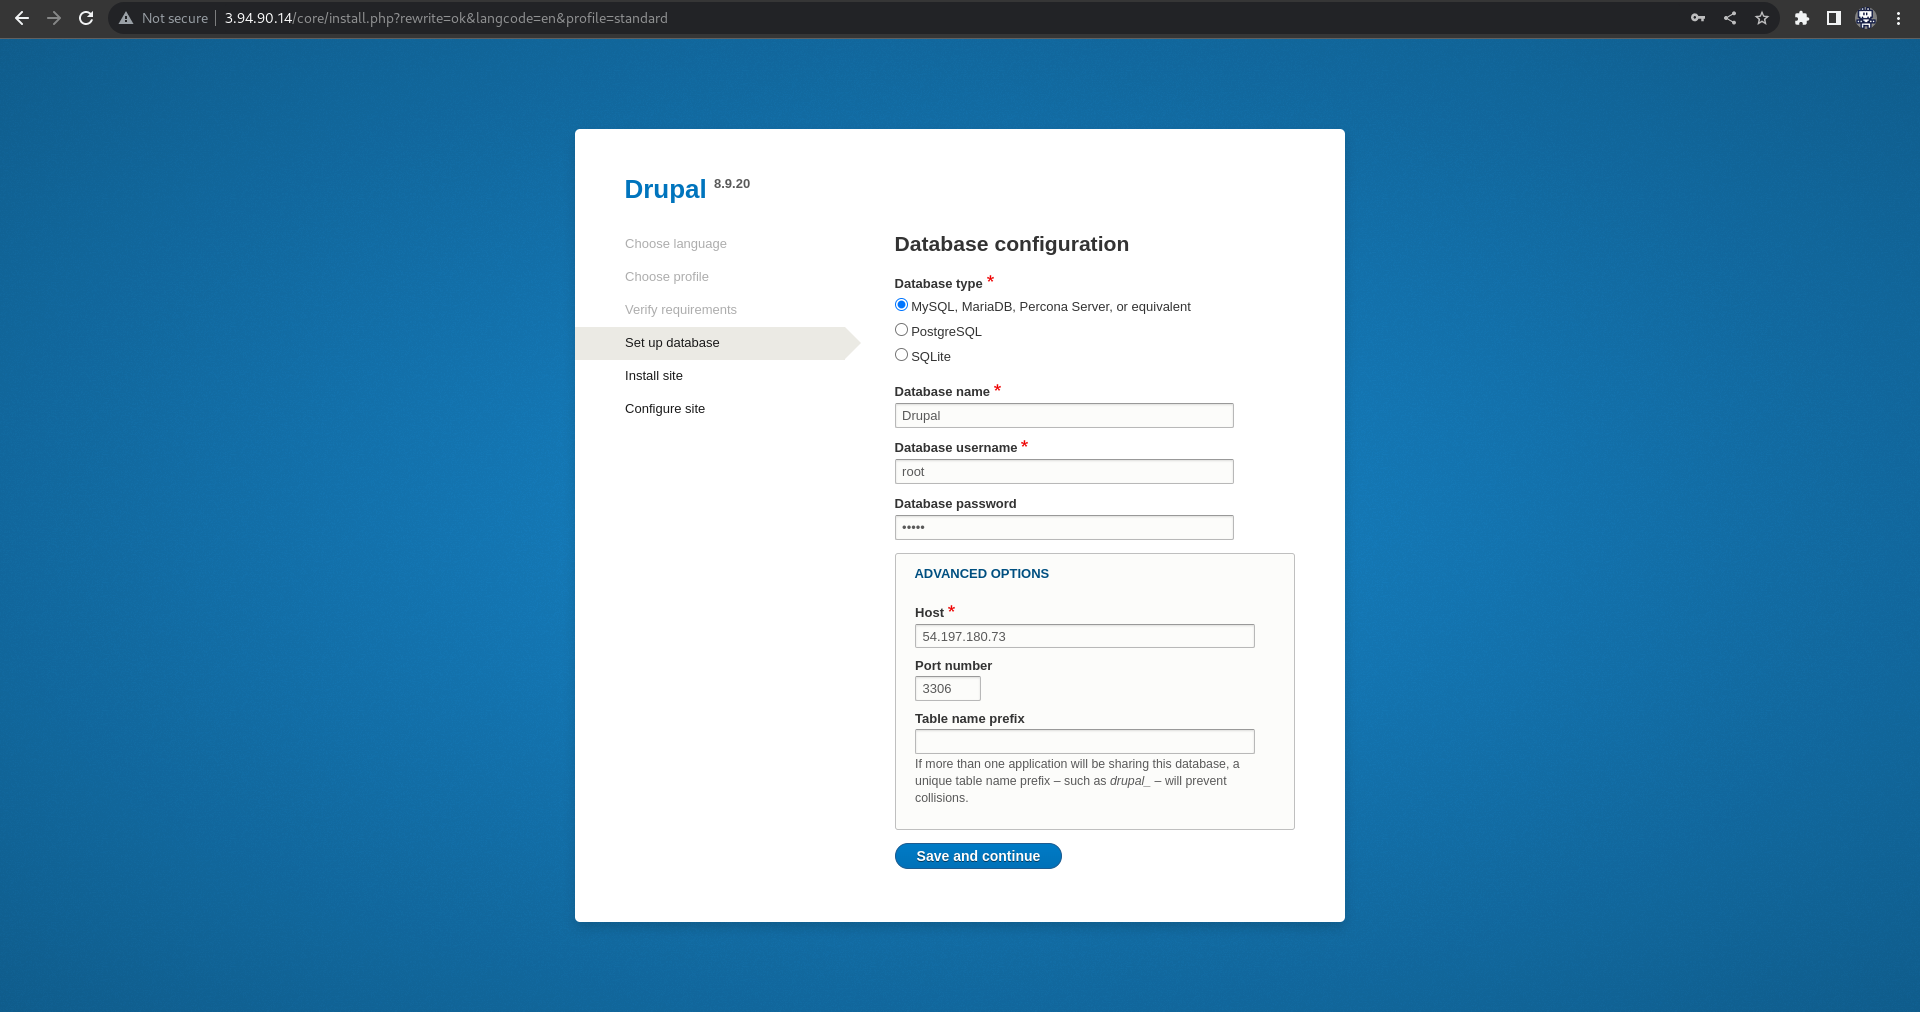 Not secure 3.94.90.14/core/install.php?rewrite=ok&langcode=en&profile=standard
Drupal 8.9.20
Choose language
Choose profile
Verify requirements
Set up database
Install site
Configure site
Database configuration
Database type *
MySQL, MariaDB, Percona Server, or equivalent
PostgreSQL
SQLite
Database name *
Drupal
Database username *
root
Database password
•••••
ADVANCED OPTIONS
Host *
54.197.180.73
Port number
3306
Table name prefix
If more than one application will be sharing this database, a
unique table name prefix – such as drupal_ – will prevent
collisions.
Save and continue